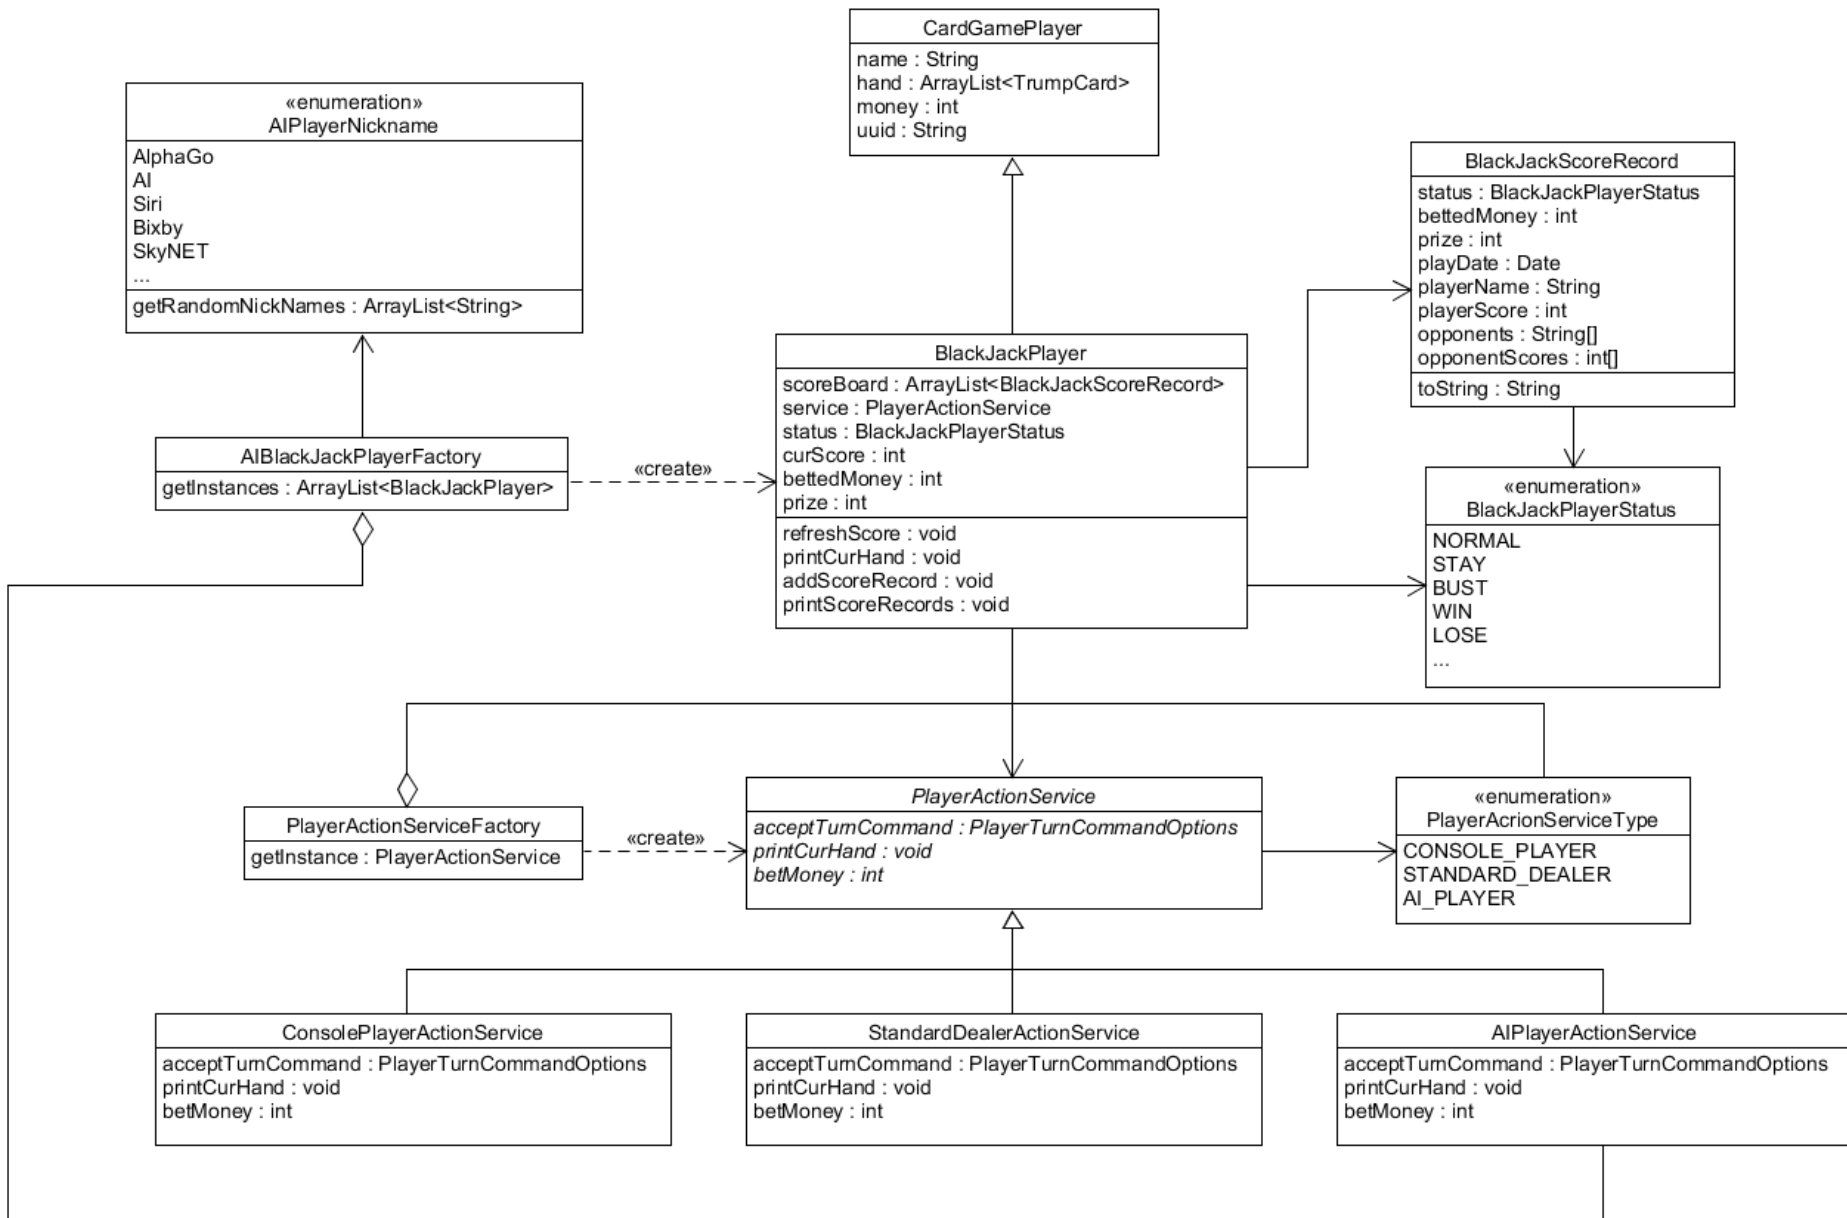 CardGamePlayer
name : String
hand : ArrayList<TrumpCard>
money : int
uuid : String
«enumeration»
AIPlayerNickname
AlphaGo
AI
Siri
Bixby
SkyNET
...
getRandomNickNames : ArrayList<String>
BlackJackScoreRecord
status : BlackJackPlayerStatus
bettedMoney : int
prize : int
playDate : Date
playerName : String
playerScore : int
opponents : String[]
opponentScores : int[]
toString : String
BlackJackPlayer
scoreBoard : ArrayList<BlackJackScoreRecord>
service : PlayerActionService
status : BlackJackPlayerStatus
curScore : int
bettedMoney : int
prize : int
refreshScore : void
printCurHand : void
addScoreRecord : void
printScoreRecords : void
AIBlackJackPlayerFactory
getInstances : ArrayList<BlackJackPlayer>
«create»
«enumeration»
BlackJackPlayerStatus
NORMAL
STAY
BUST
WIN
LOSE
...
PlayerActionServiceFactory
getInstance : PlayerActionService
«create»
PlayerActionService
acceptTurnCommand : PlayerTurnCommandOptions
printCurHand : void
betMoney : int
«enumeration»
PlayerAcrionServiceType
CONSOLE_PLAYER
STANDARD_DEALER
AI_PLAYER
ConsolePlayerActionService
acceptTurnCommand : PlayerTurnCommandOptions
printCurHand : void
betMoney : int
StandardDealerActionService
acceptTurnCommand : PlayerTurnCommandOptions
printCurHand : void
betMoney : int
AIPlayerActionService
acceptTurnCommand : PlayerTurnCommandOptions
printCurHand : void
betMoney : int